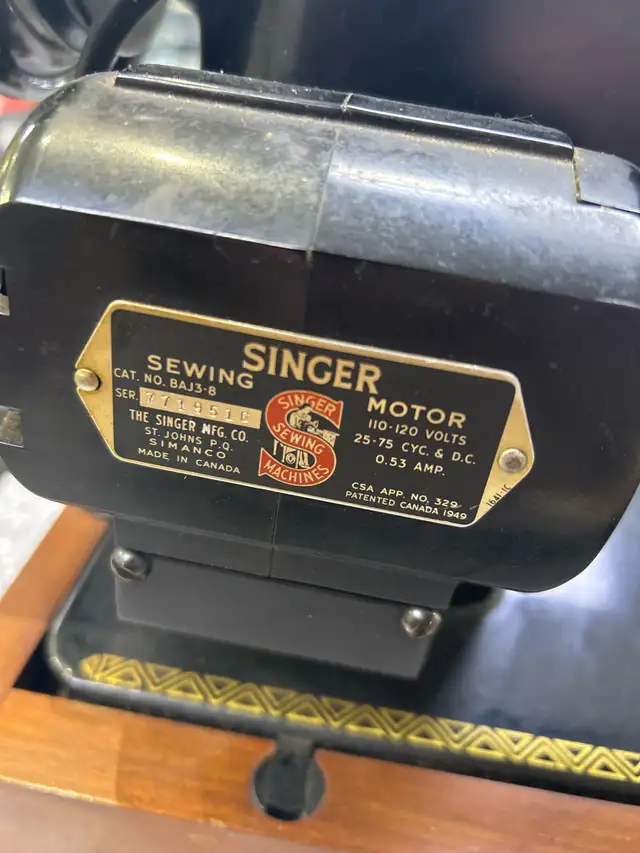 SINGER
SEWING
MOTOR
CAT. NO. BAJ3-8
SER.
THE SINGER MFG. CO.
ST. JOHNS P.Q.
SIMANCO
MADE IN CANADA
SINGER
SEWING
MACHINES
110-120 VOLTS
25-75 CYC. & D.C.
0.53 AMP.
CSA APP. NO. 329
PATENTED CANADA 1949